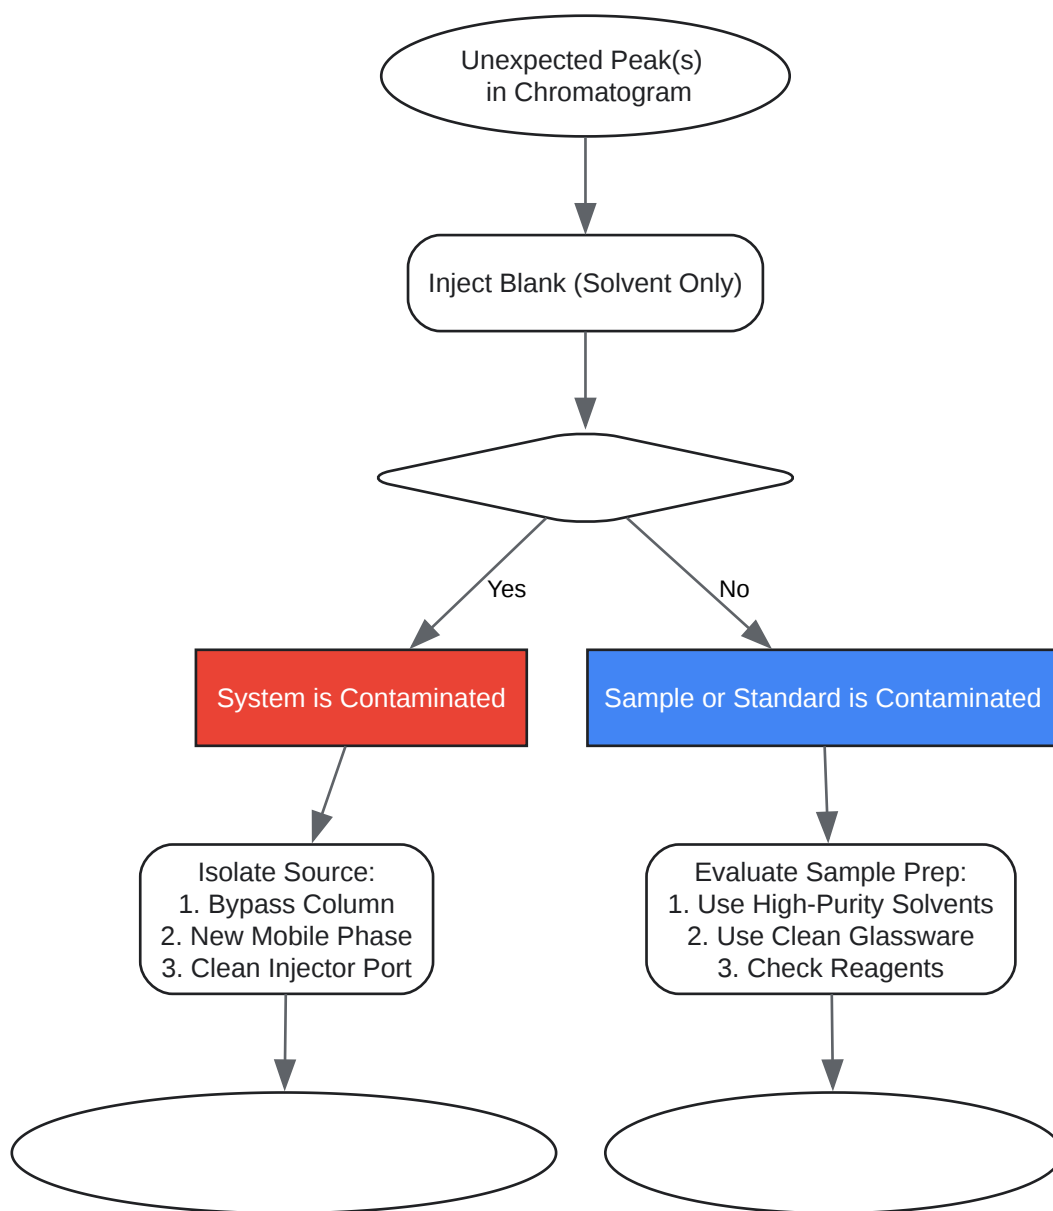 Unexpected Peak(s)
in Chromatogram
Inject Blank (Solvent Only)
Yes
No
System is Contaminated
Sample or Standard is Contaminated
Isolate Source:
1. Bypass Column
2. New Mobile Phase
3. Clean Injector Port
Evaluate Sample Prep:
1. Use High-Purity Solvents
2. Use Clean Glassware
3. Check Reagents